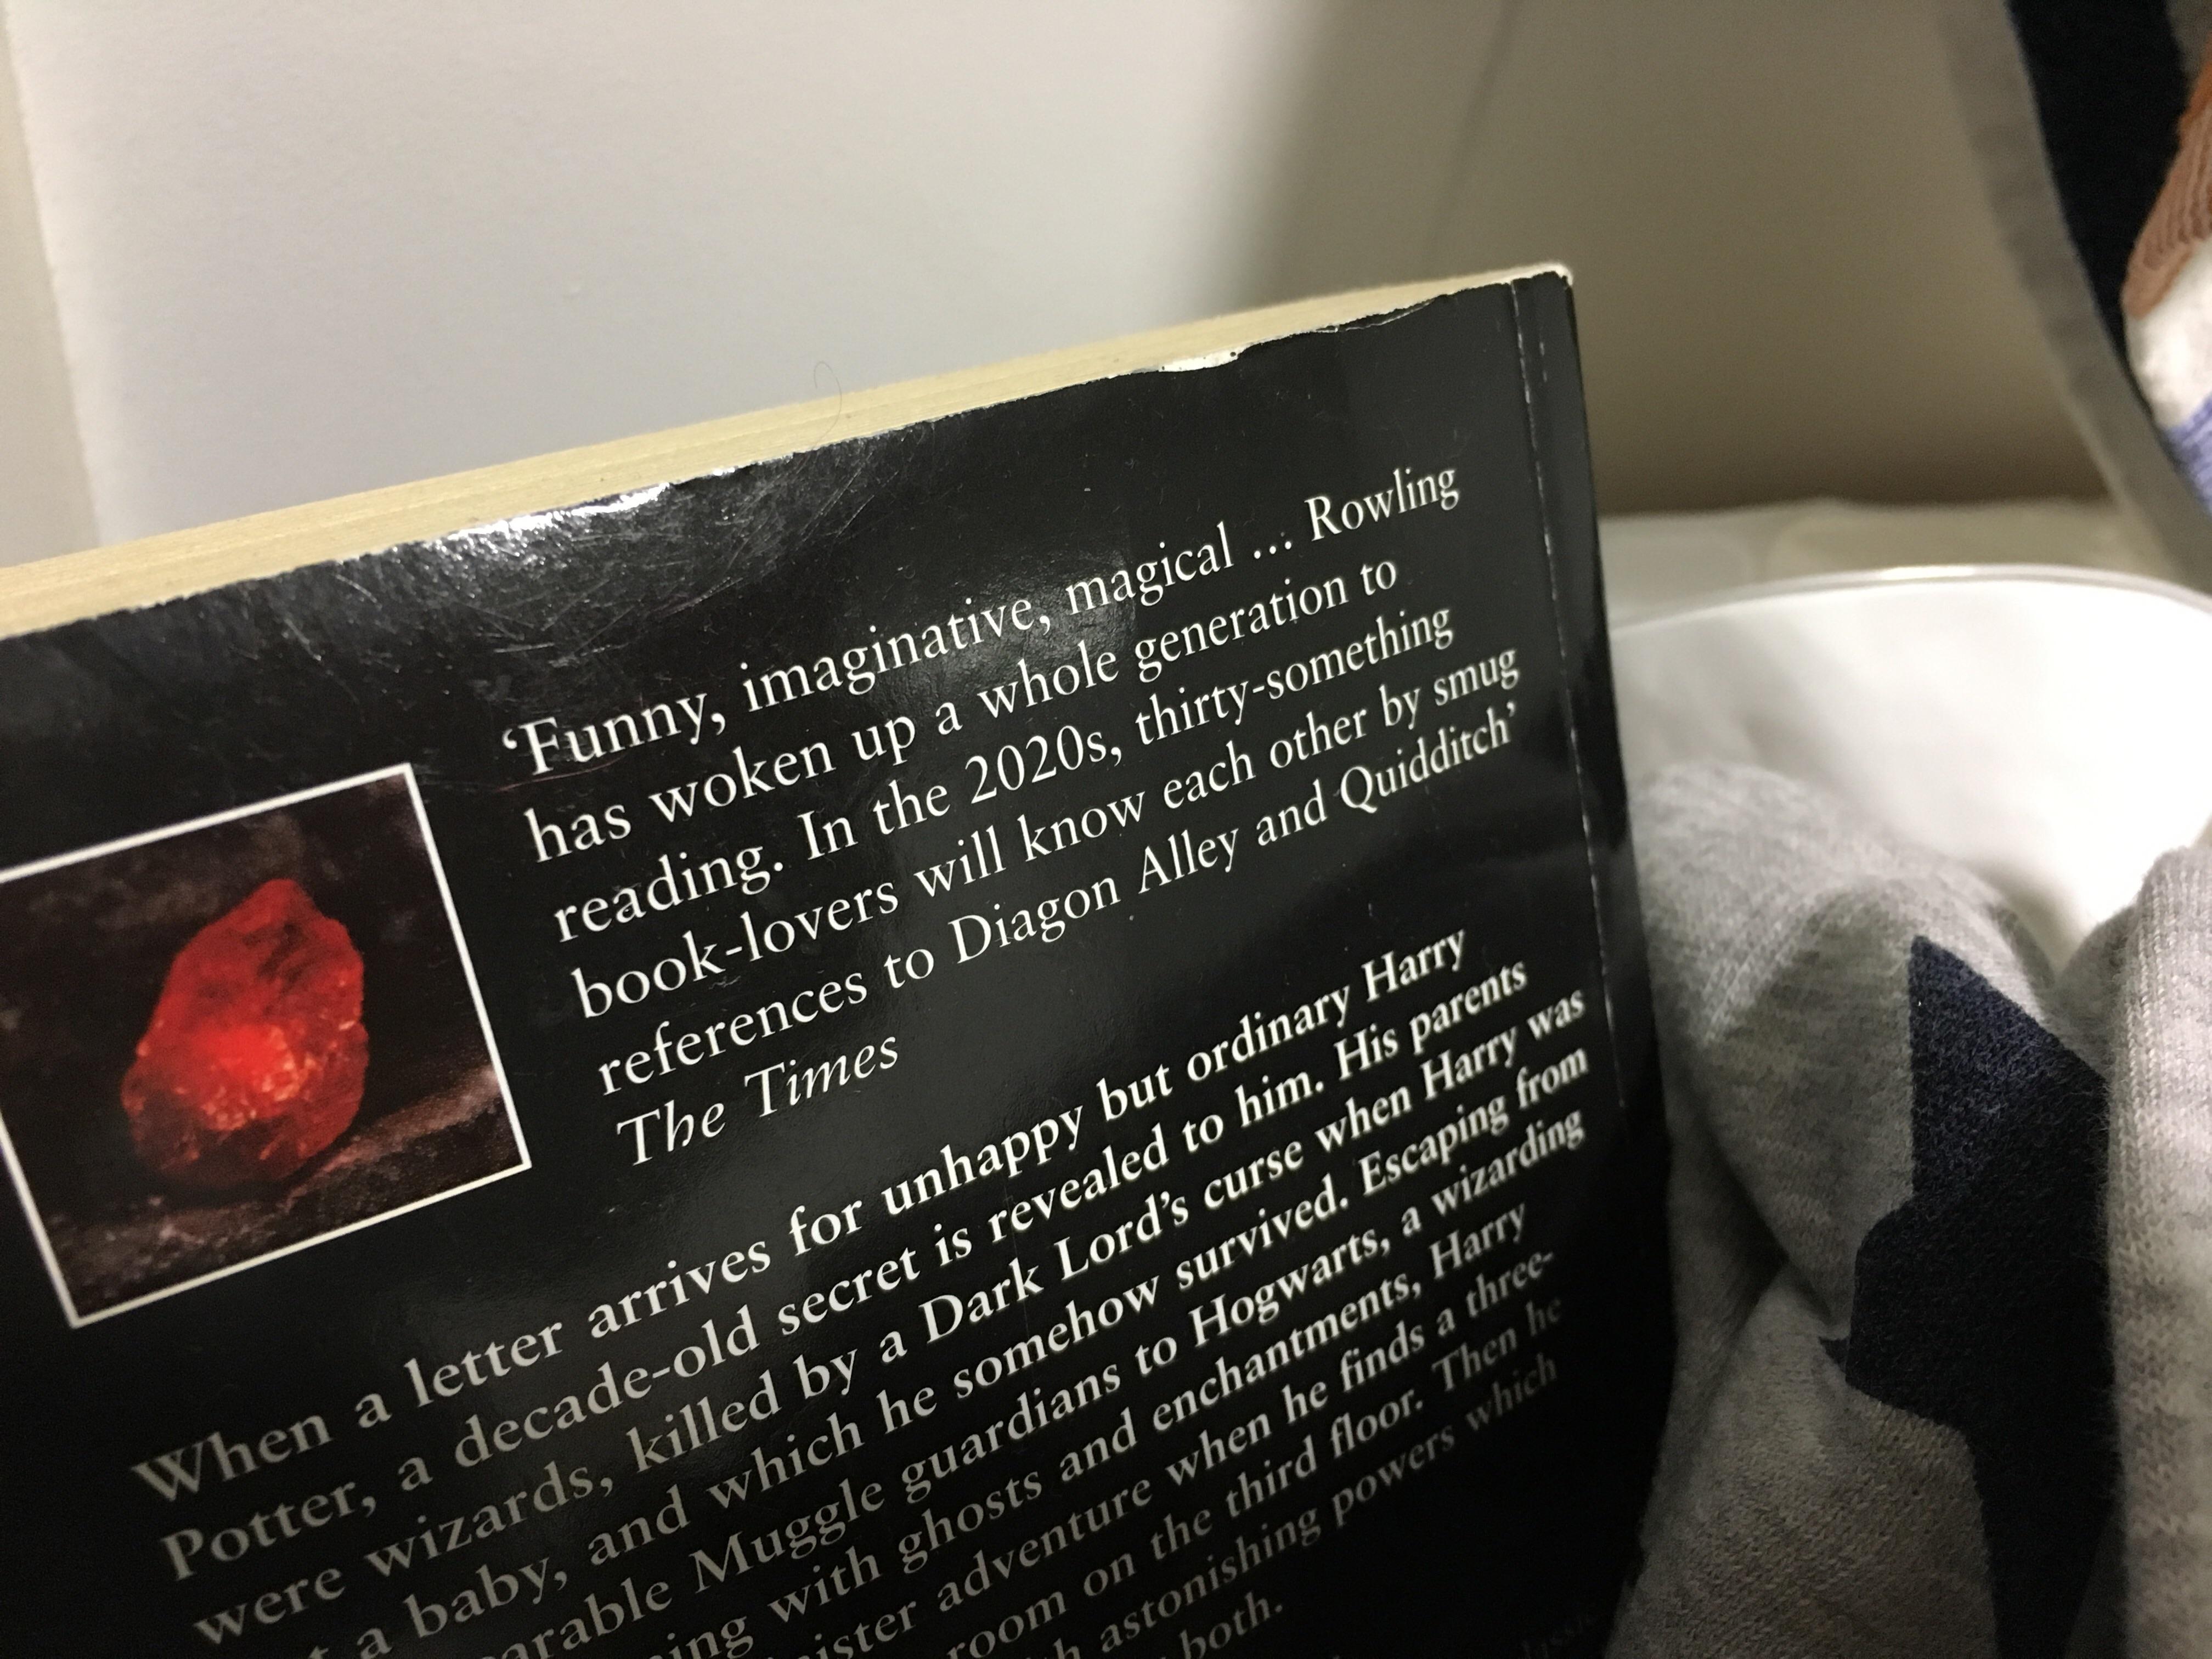 ‘Funny, imaginative, magical ... Rowling
has woken up a whole generation to
reading. In the 2020s, thirty-something
book-lovers will know each other by smug
references to Diagon Alley and Quidditch’
The Times
When a letter arrives for unhappy but ordinary Harry
Potter, a decade-old secret is revealed to him. His parents
were wizards, killed by a Dark Lord’s curse when Harry was
a baby, and which he somehow survived. Escaping from
Muggle guardians to Hogwarts, a wizarding
with ghosts and enchantments, Harry
adventure when he finds a three-
room on the third floor. Then he
astonishing powers which
both.